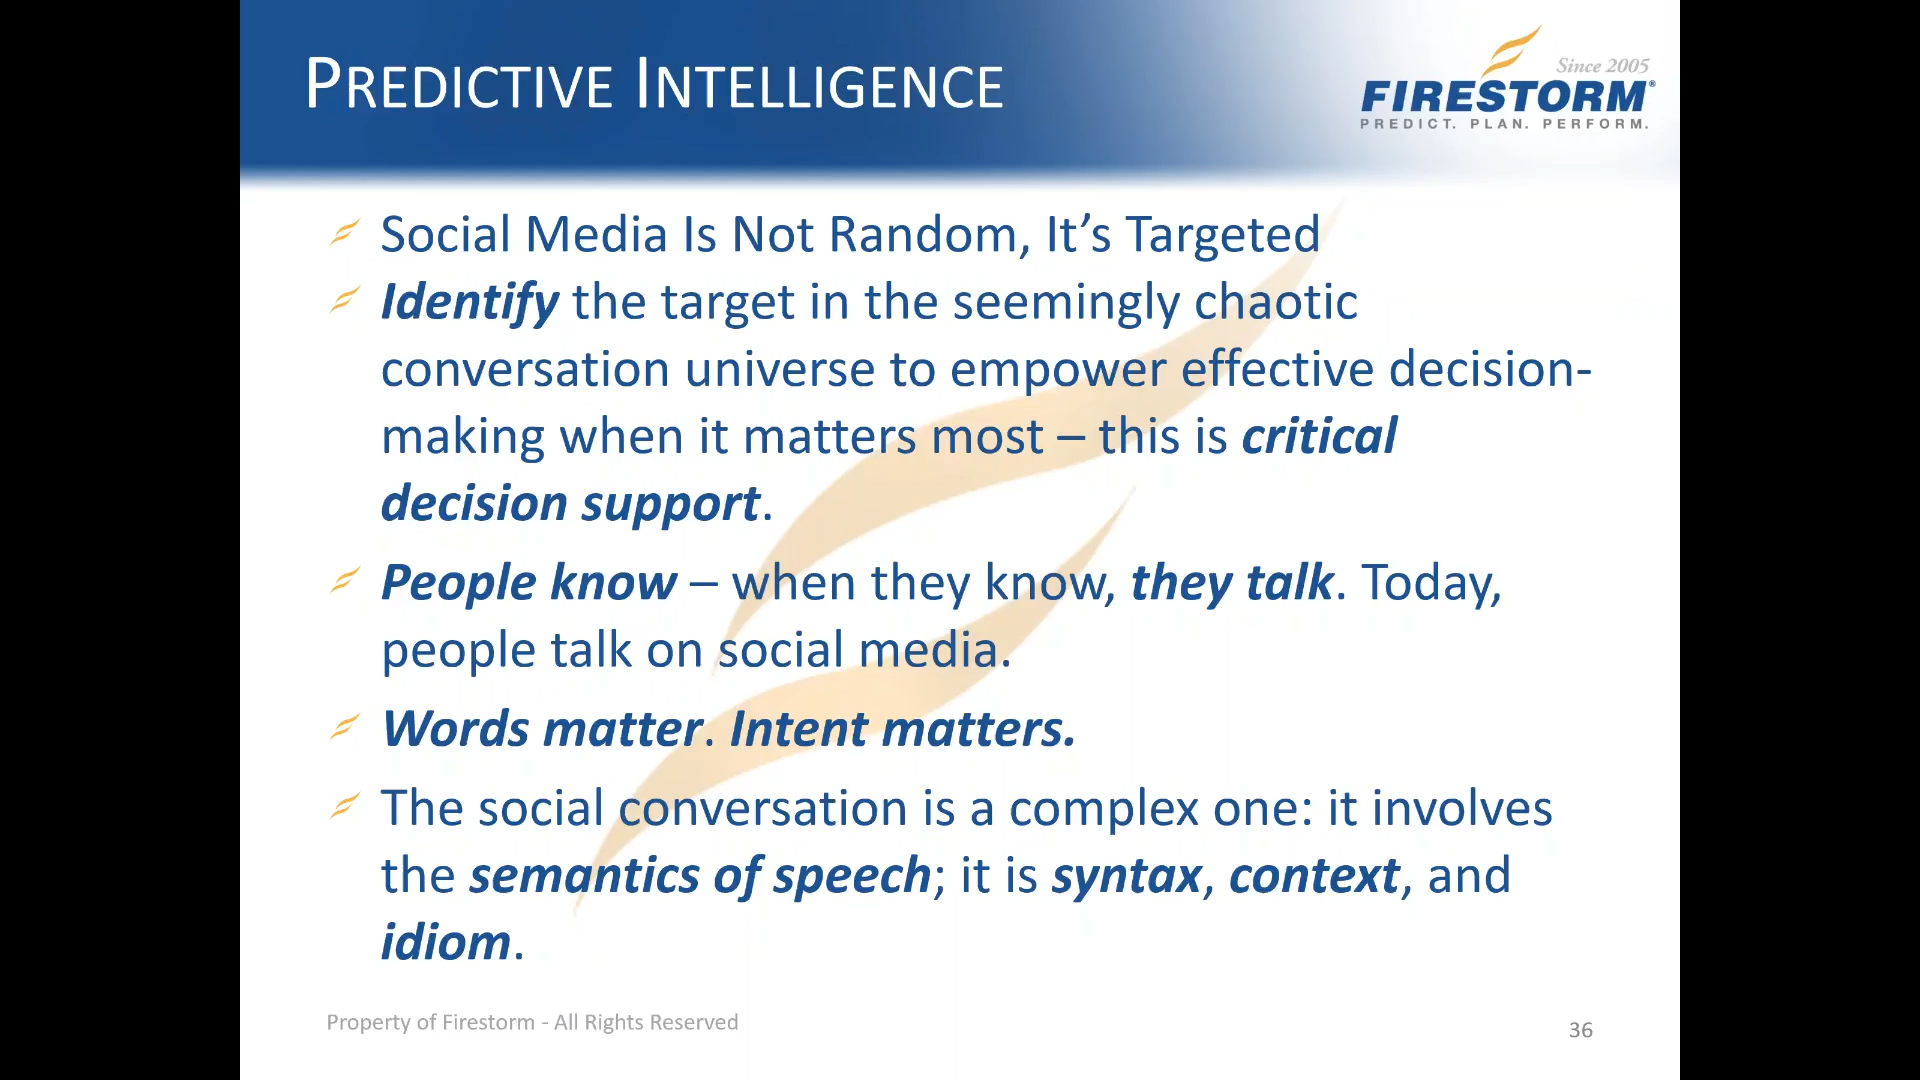 PREDICTIVE INTELLIGENCE
Since 2005
FIRESTORM®
PREDICT. PLAN. PERFORM.
Social Media Is Not Random, It’s Targeted
Identify the target in the seemingly chaotic
conversation universe to empower effective decision-
making when it matters most – this is critical
decision support.
People know – when they know, they talk. Today,
people talk on social media.
Words matter. Intent matters.
The social conversation is a complex one: it involves
the semantics of speech; it is syntax, context, and
idiom.
Property of Firestorm - All Rights Reserved
36